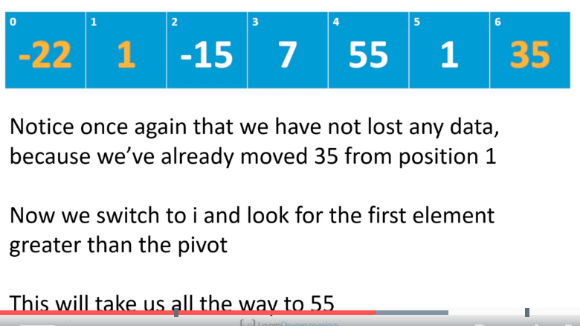 0 1 2 3 4 5 6
-22 1 -15 7 55 1 35
Notice once again that we have not lost any data,
because we've already moved 35 from position 1
Now we switch to i and look for the first element
greater than the pivot
This will take us all the way to 55